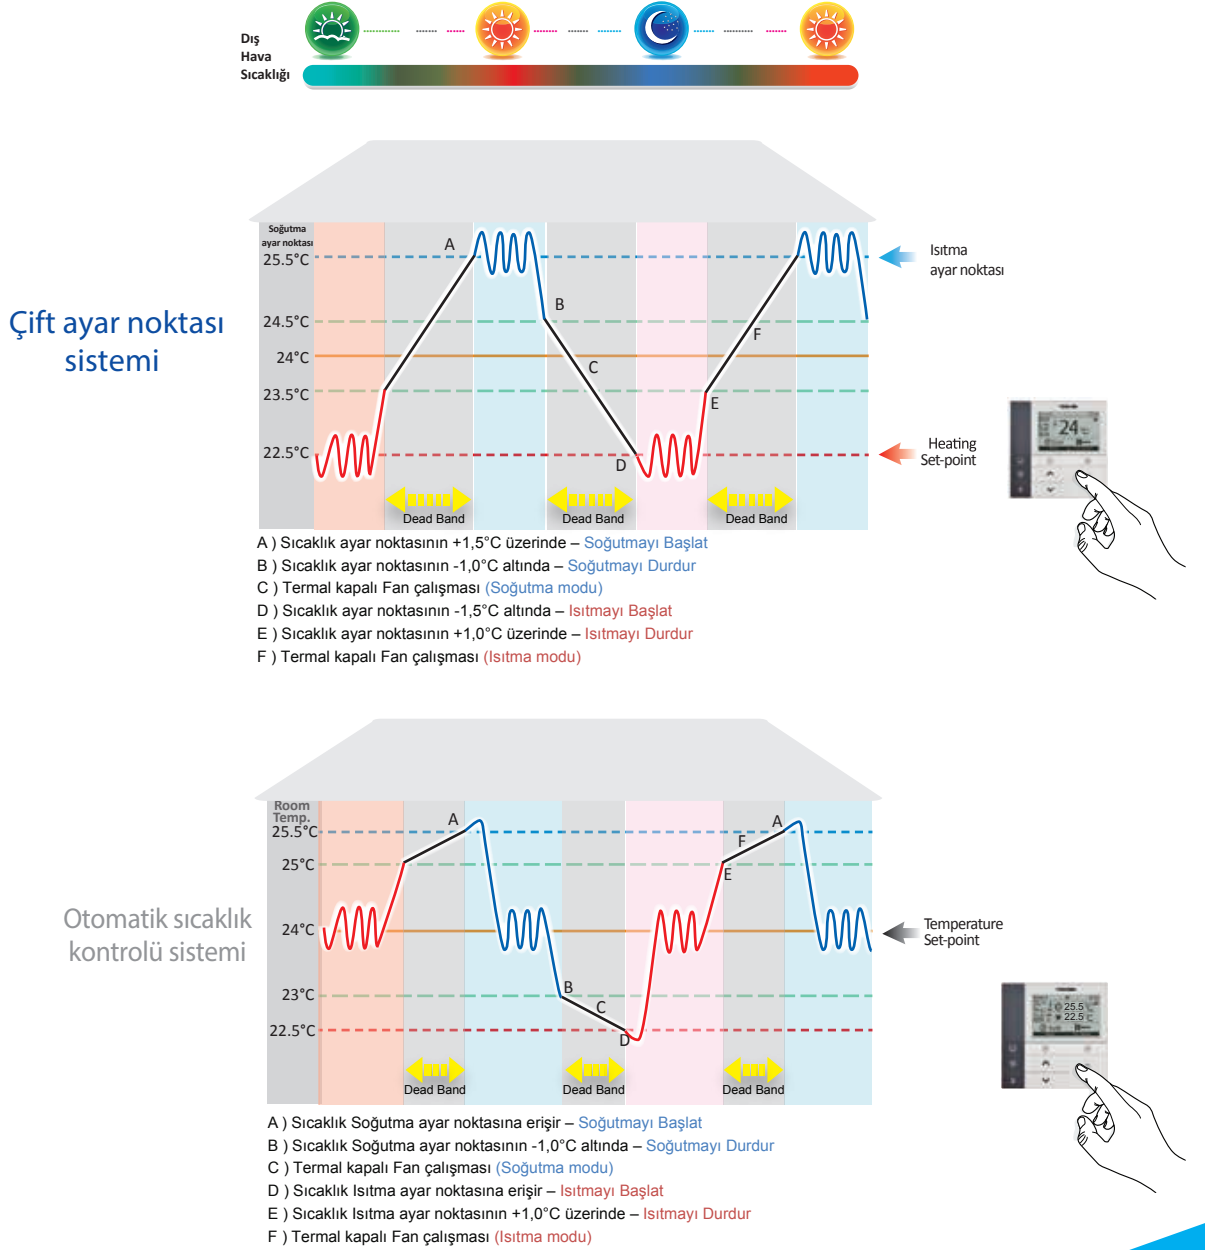 Dış
Hava
Sıcaklığı
Soğutma
ayar noktası
25.5°C
24.5°C
24°C
23.5°C
22.5°C
A
B
C
D
E
F
Isıtma
ayar noktası
Çift ayar noktası
sistemi
Heating
Set-point
24
Dead Band
Dead Band
Dead Band
A ) Sıcaklık ayar noktasının +1,5°C üzerinde – Soğutmayı Başlat
B ) Sıcaklık ayar noktasının -1,0°C altında – Soğutmayı Durdur
C ) Termal kapalı Fan çalışması (Soğutma modu)
D ) Sıcaklık ayar noktasının -1,5°C altında – Isıtmayı Başlat
E ) Sıcaklık ayar noktasının +1,0°C üzerinde – Isıtmayı Durdur
F ) Termal kapalı Fan çalışması (Isıtma modu)
Room
Temp.
25.5°C
25°C
24°C
23°C
22.5°C
A
B
C
D
E
F
A
Otomatik sıcaklık
kontrolü sistemi
Temperature
Set-point
25.5
22.5
Dead Band
Dead Band
Dead Band
A ) Sıcaklık Soğutma ayar noktasına erişir – Soğutmayı Başlat
B ) Sıcaklık Soğutma ayar noktasının -1,0°C altında – Soğutmayı Durdur
C ) Termal kapalı Fan çalışması (Soğutma modu)
D ) Sıcaklık Isıtma ayar noktasına erişir – Isıtmayı Başlat
E ) Sıcaklık Isıtma ayar noktasının +1,0°C üzerinde – Isıtmayı Durdur
F ) Termal kapalı Fan çalışması (Isıtma modu)